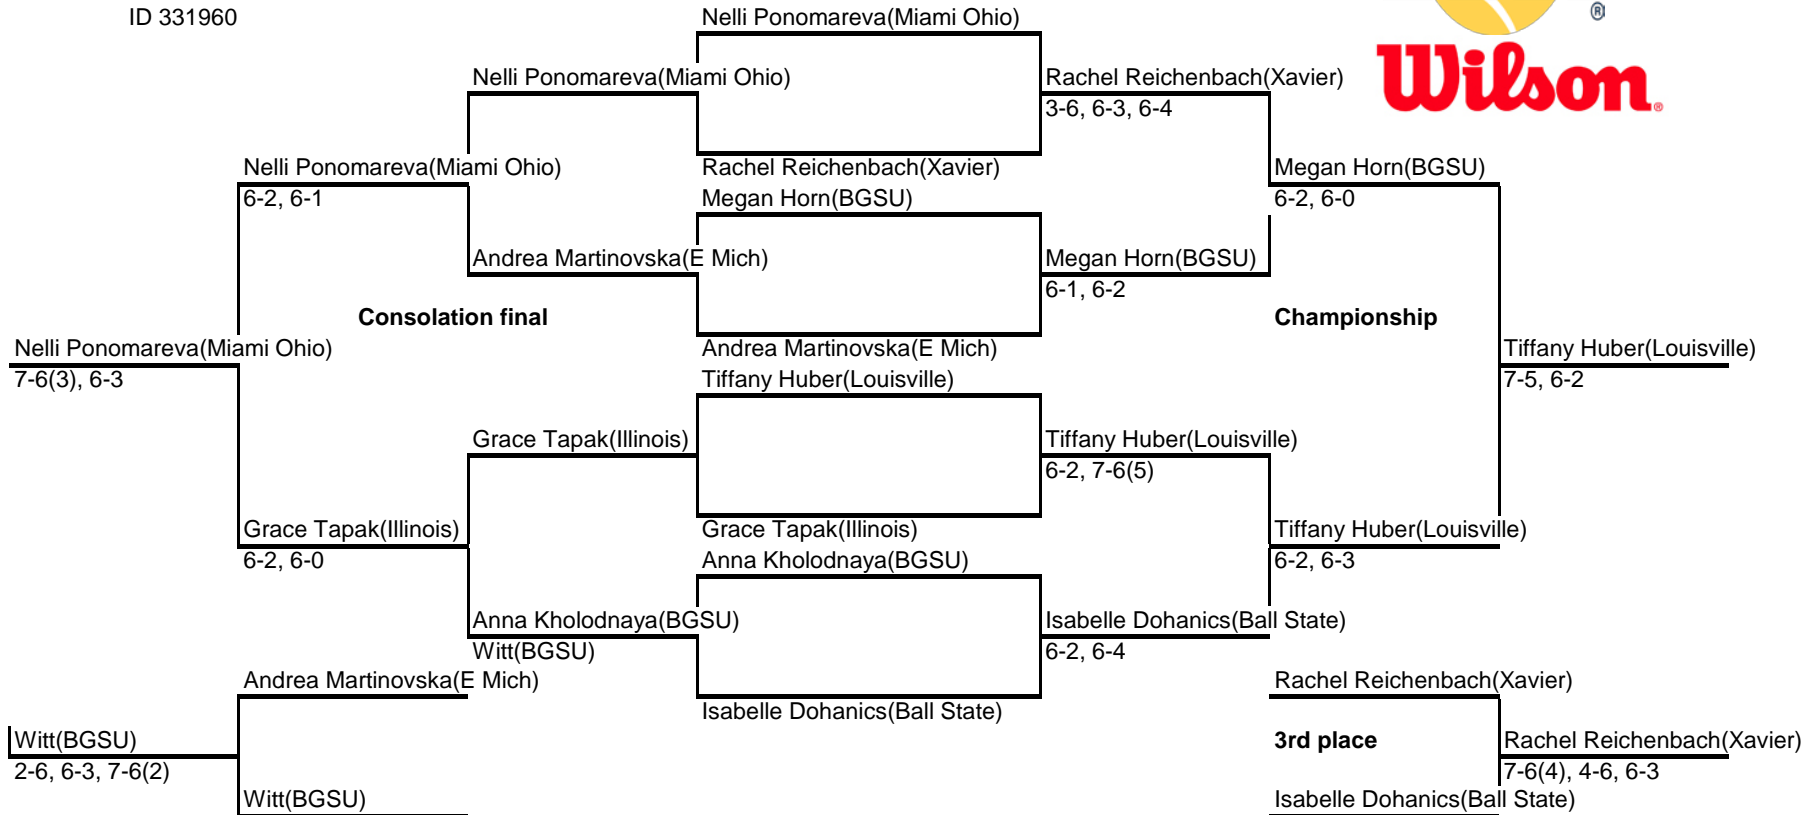 ID 331960
Nelli Ponomareva(Miami Ohio)
®
Wilson®
Nelli Ponomareva(Miami Ohio)
Rachel Reichenbach(Xavier)
3-6, 6-3, 6-4
Nelli Ponomareva(Miami Ohio)
Rachel Reichenbach(Xavier)
Megan Horn(BGSU)
6-2, 6-1
Megan Horn(BGSU)
6-2, 6-0
Andrea Martinovska(E Mich)
Megan Horn(BGSU)
6-1, 6-2
Consolation final
Championship
Nelli Ponomareva(Miami Ohio)
Andrea Martinovska(E Mich)
Tiffany Huber(Louisville)
7-6(3), 6-3
Tiffany Huber(Louisville)
7-5, 6-2
Grace Tapak(Illinois)
Tiffany Huber(Louisville)
6-2, 7-6(5)
Grace Tapak(Illinois)
Grace Tapak(Illinois)
Tiffany Huber(Louisville)
6-2, 6-0
Anna Kholodnaya(BGSU)
6-2, 6-3
Anna Kholodnaya(BGSU)
Isabelle Dohanics(Ball State)
Witt(BGSU)
6-2, 6-4
Andrea Martinovska(E Mich)
Rachel Reichenbach(Xavier)
Isabelle Dohanics(Ball State)
Witt(BGSU)
3rd place
Rachel Reichenbach(Xavier)
2-6, 6-3, 7-6(2)
7-6(4), 4-6, 6-3
Witt(BGSU)
Isabelle Dohanics(Ball State)